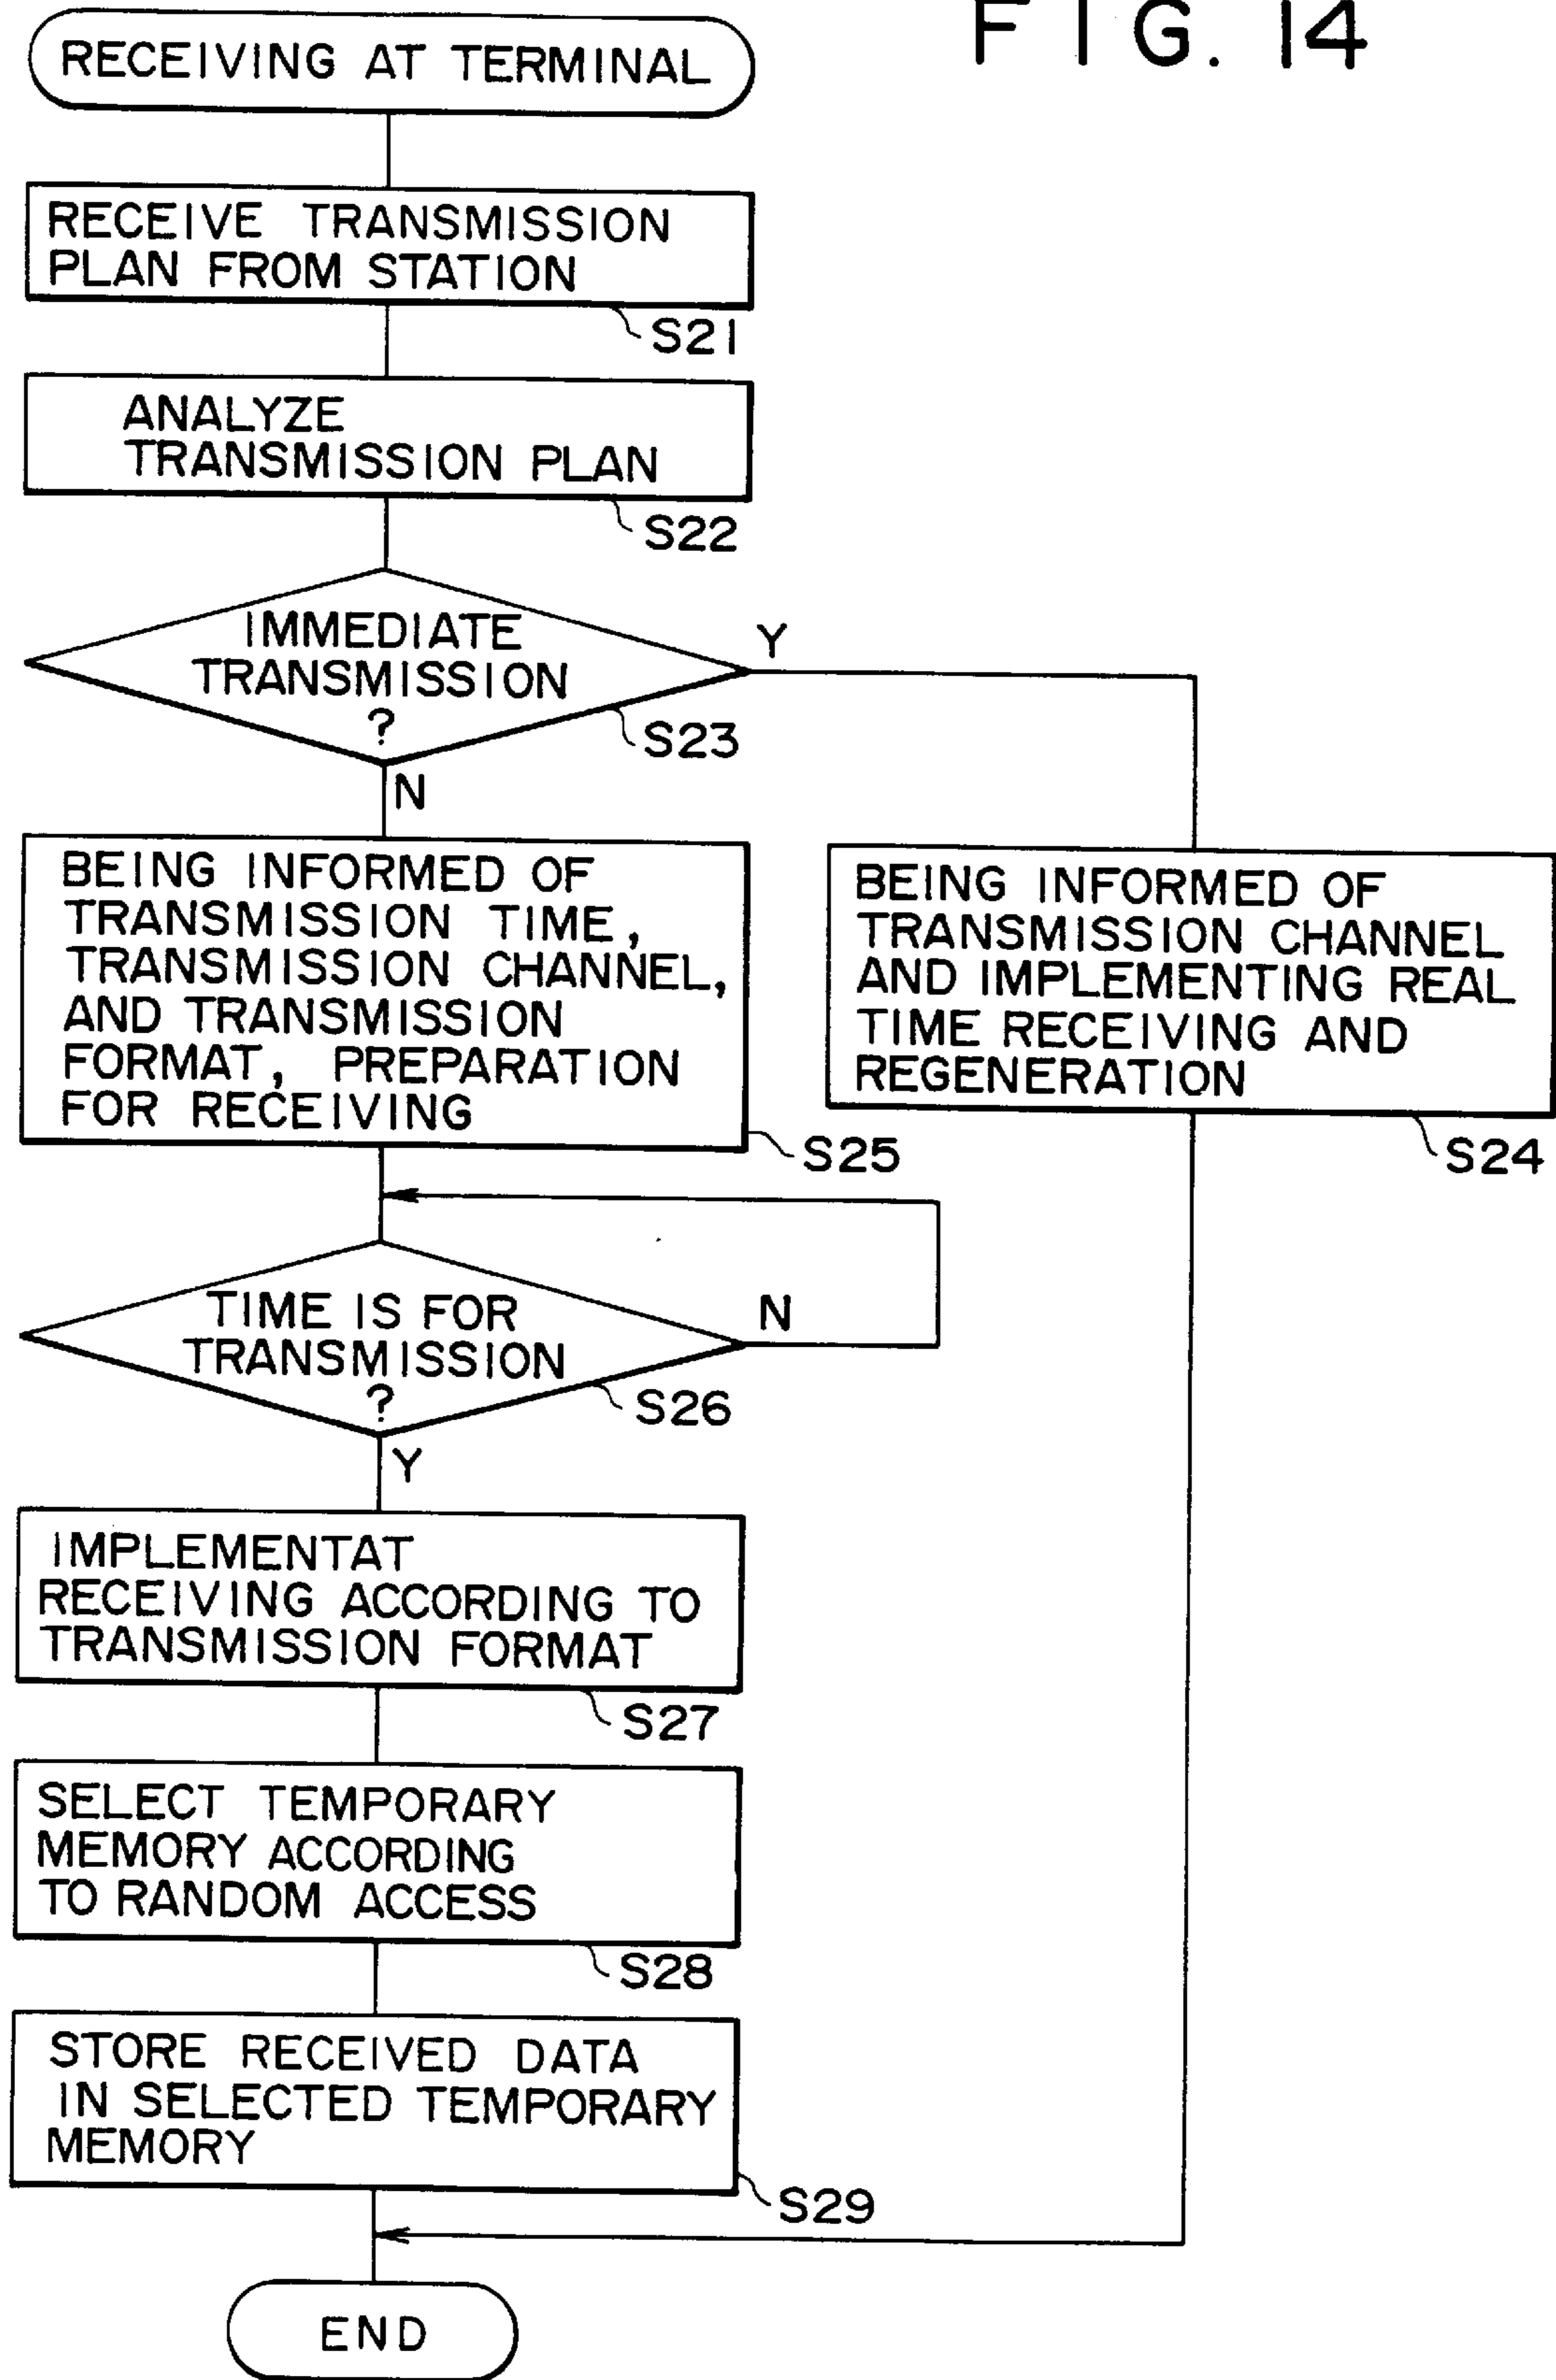 FIG. 14
RECEIVING AT TERMINAL
RECEIVE TRANSMISSION
PLAN FROM STATION
S21
ANALYZE
TRANSMISSION PLAN
S22
IMMEDIATE
TRANSMISSION
?
S23
Y
N
BEING INFORMED OF
TRANSMISSION TIME,
TRANSMISSION CHANNEL,
AND TRANSMISSION
FORMAT, PREPARATION
FOR RECEIVING
S25
BEING INFORMED OF
TRANSMISSION CHANNEL
AND IMPLEMENTING REAL
TIME RECEIVING AND
REGENERATION
S24
TIME IS FOR
TRANSMISSION
?
S26
N
Y
IMPLEMENTAT
RECEIVING ACCORDING TO
TRANSMISSION FORMAT
S27
SELECT TEMPORARY
MEMORY ACCORDING
TO RANDOM ACCESS
S28
STORE RECEIVED DATA
IN SELECTED TEMPORARY
MEMORY
S29
END